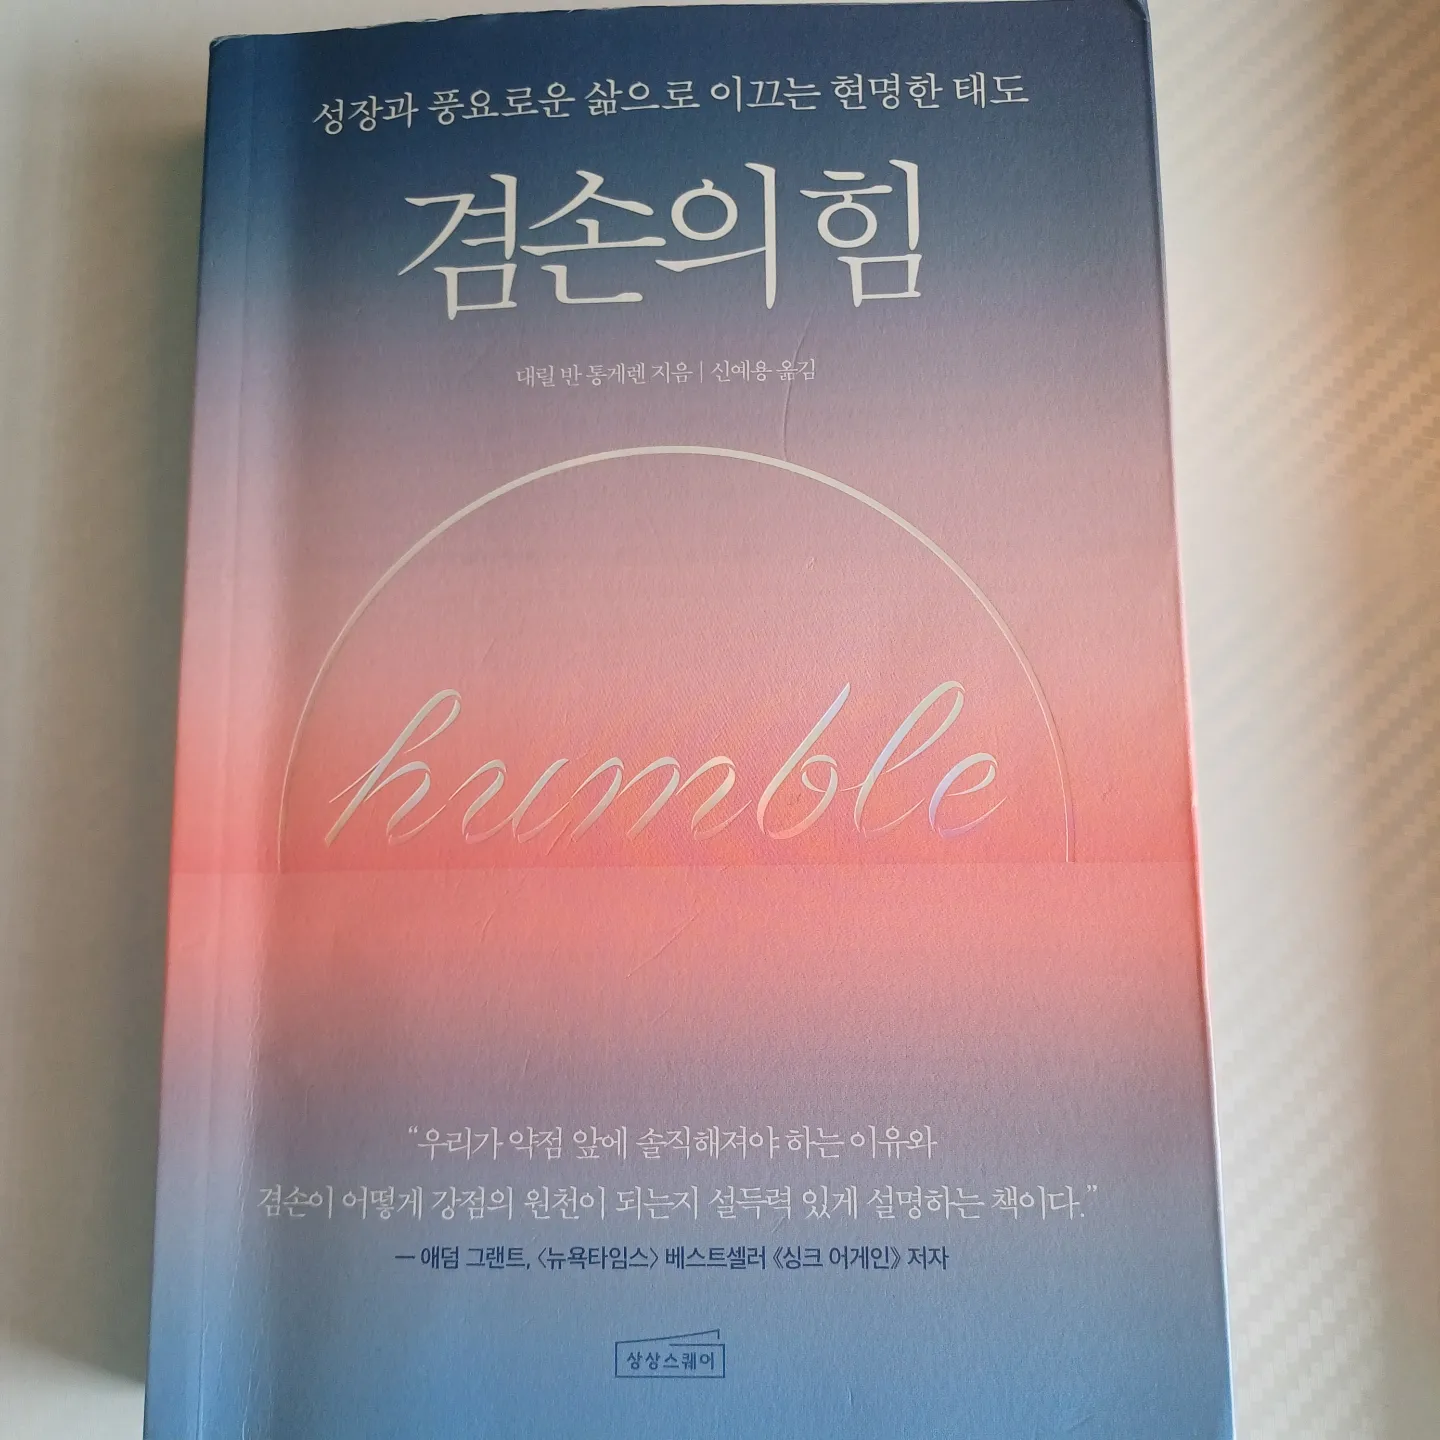 성장과 풍요로운 삶으로 이끄는 현명한 태도
겸손의 힘
대릴 반 통게렌 지음 | 신예용 옮김
humble
“우리가 약점 앞에 솔직해져야 하는 이유와
겸손이 어떻게 강점의 원천이 되는지 설득력 있게 설명하는 책이다.”
— 애덤 그랜트, 〈뉴욕타임스〉 베스트셀러 《싱크 어게인》 저자
상상스퀘어